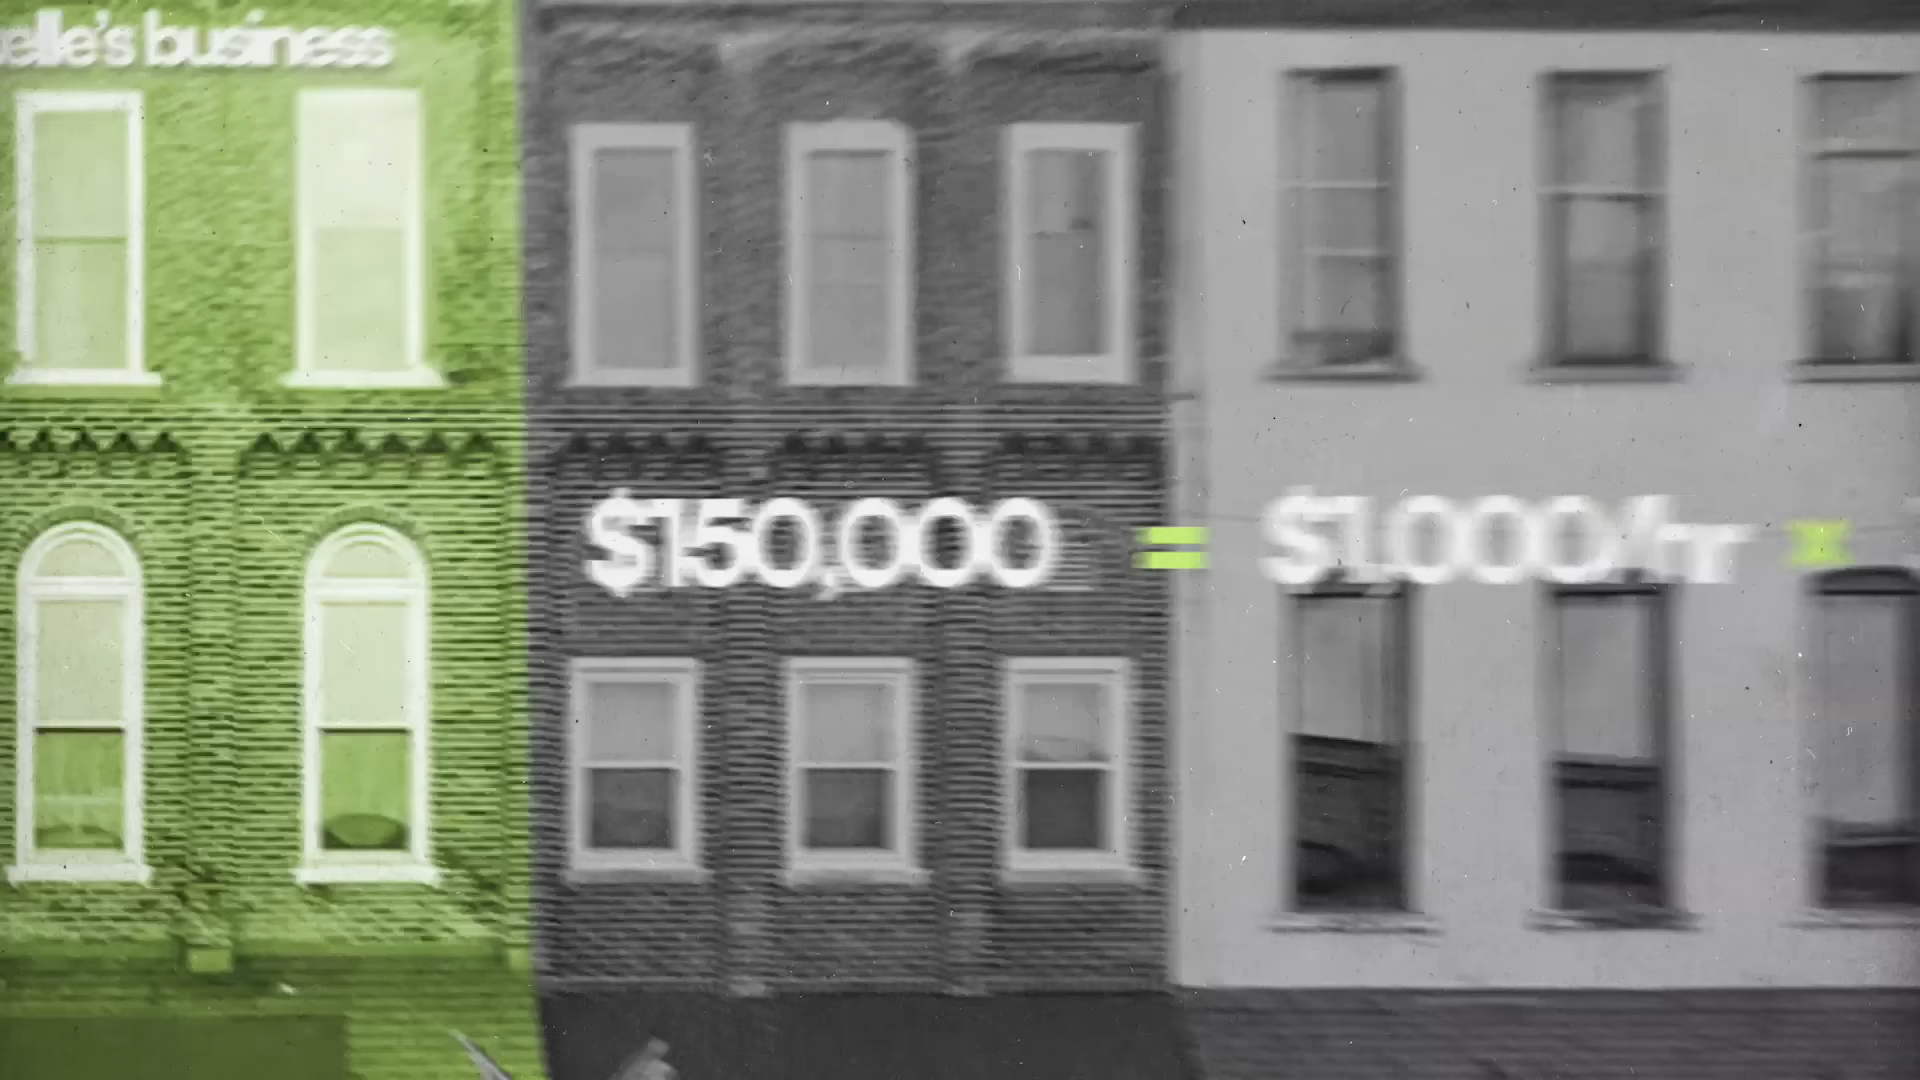 elle's business
$150,000 = $1,000/hr ×